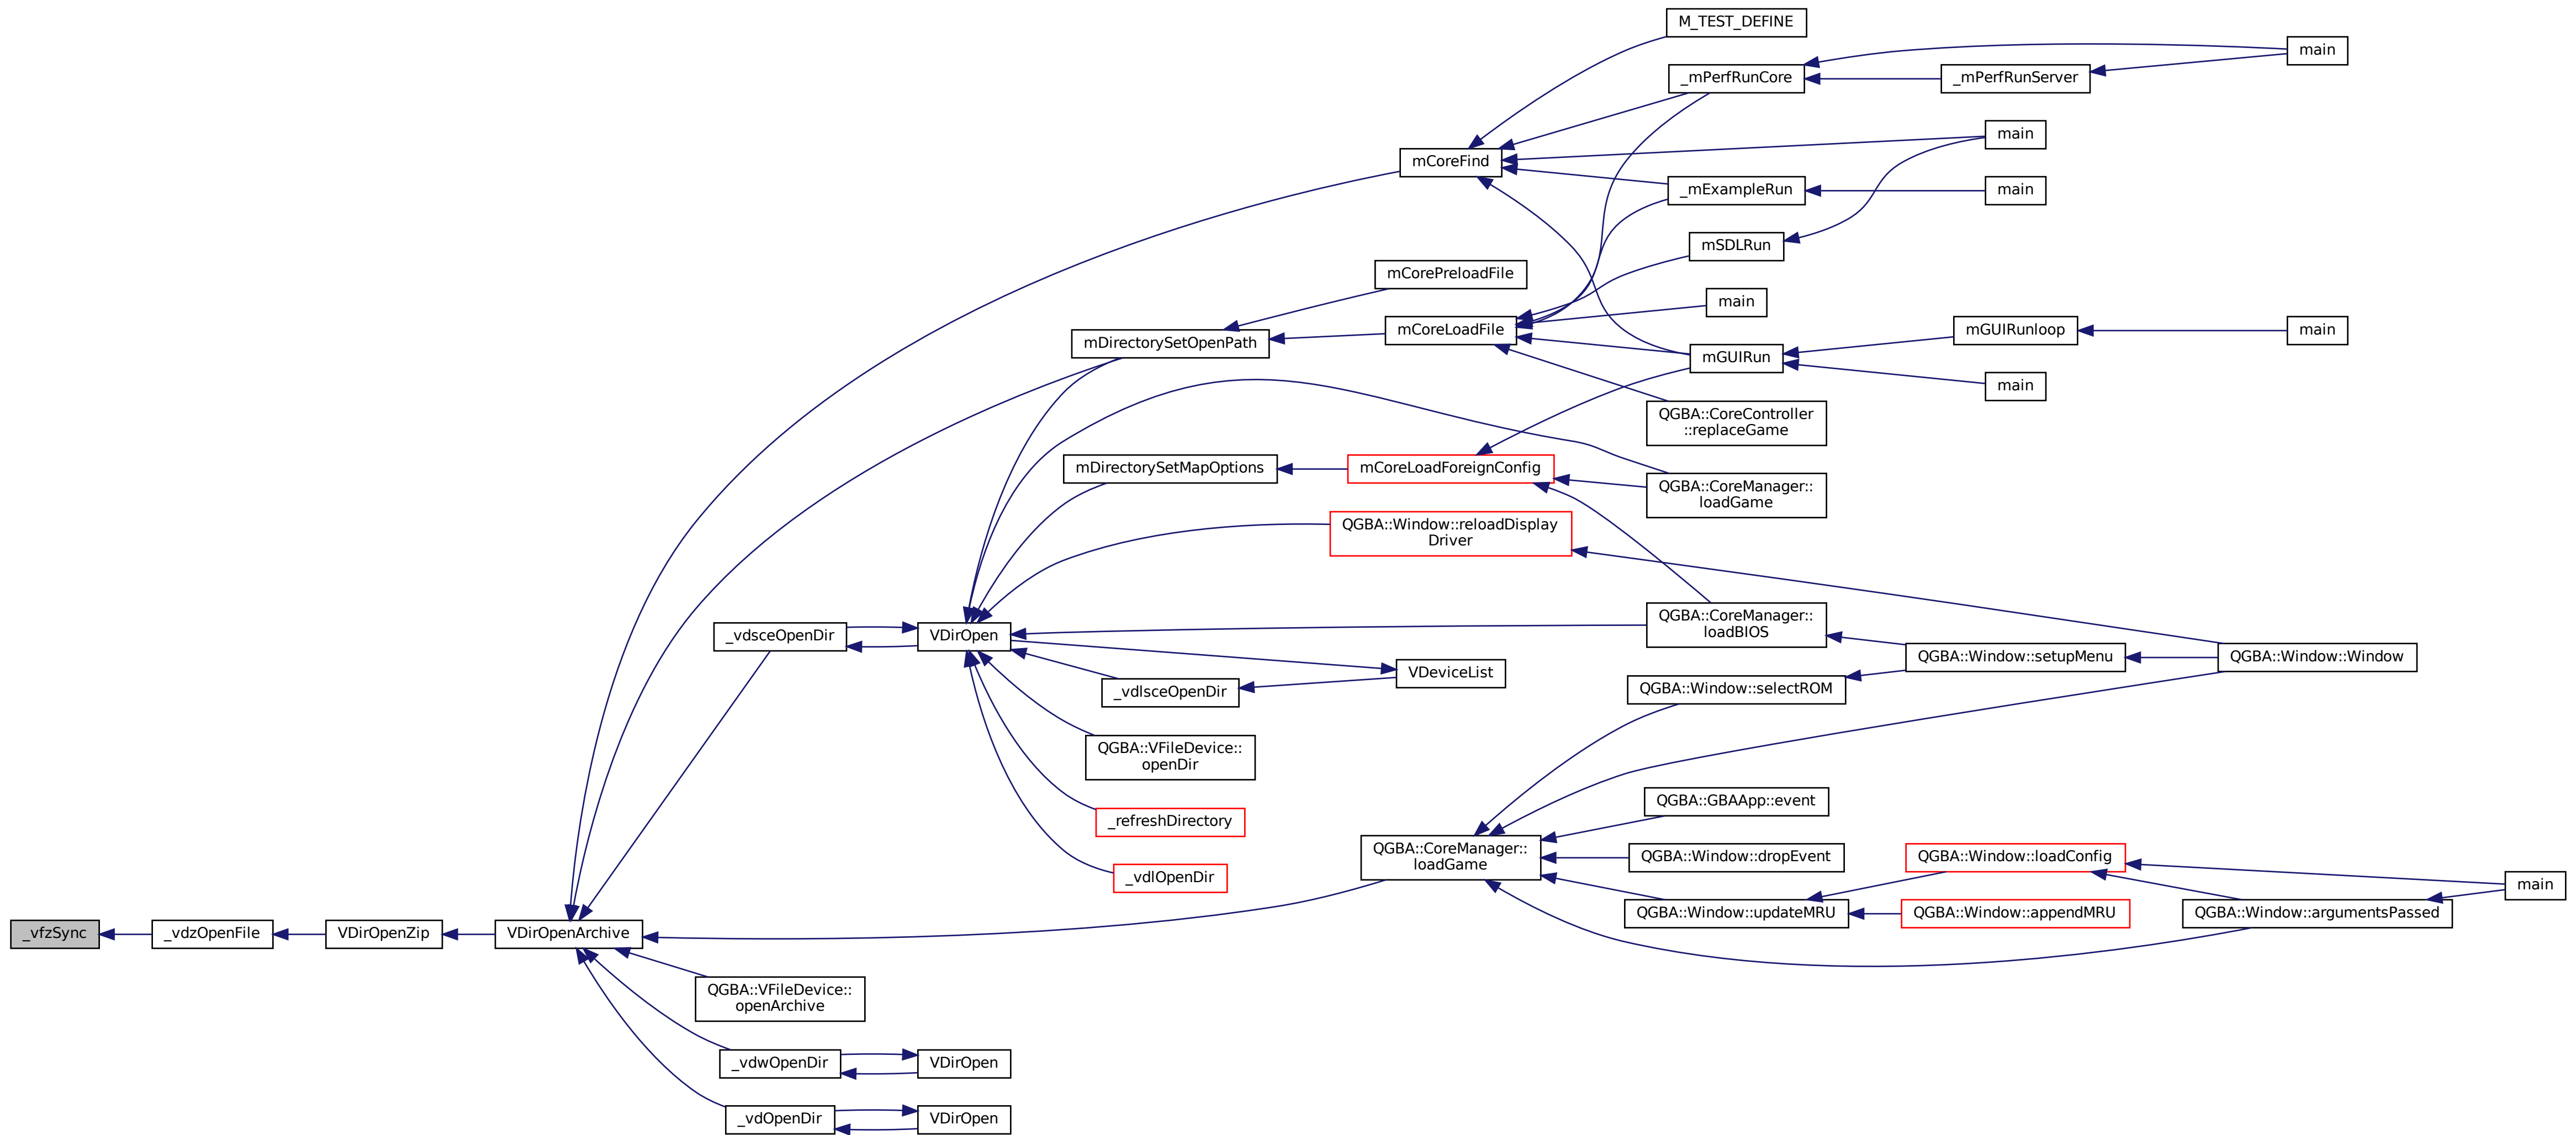 M_TEST_DEFINE
main
_mPerfRunCore
_mPerfRunServer
main
mCoreFind
_mExampleRun
main
mSDLRun
mCorePreloadFile
main
mCoreLoadFile
mGUIRunloop
main
mDirectorySetOpenPath
mGUIRun
main
QGBA::CoreController
::replaceGame
mDirectorySetMapOptions
mCoreLoadForeignConfig
QGBA::CoreManager::
loadGame
QGBA::Window::reloadDisplay
Driver
QGBA::CoreManager::
loadBIOS
_vdsceOpenDir
VDirOpen
QGBA::Window::setupMenu
QGBA::Window::Window
VDeviceList
_vdlsceOpenDir
QGBA::Window::selectROM
QGBA::VFileDevice::
openDir
QGBA::GBAApp::event
_refreshDirectory
QGBA::CoreManager::
loadGame
QGBA::Window::dropEvent
QGBA::Window::loadConfig
_vdlOpenDir
main
QGBA::Window::updateMRU
QGBA::Window::appendMRU
QGBA::Window::argumentsPassed
_vfzSync
_vdzOpenFile
VDirOpenZip
VDirOpenArchive
QGBA::VFileDevice::
openArchive
_vdwOpenDir
VDirOpen
_vdOpenDir
VDirOpen